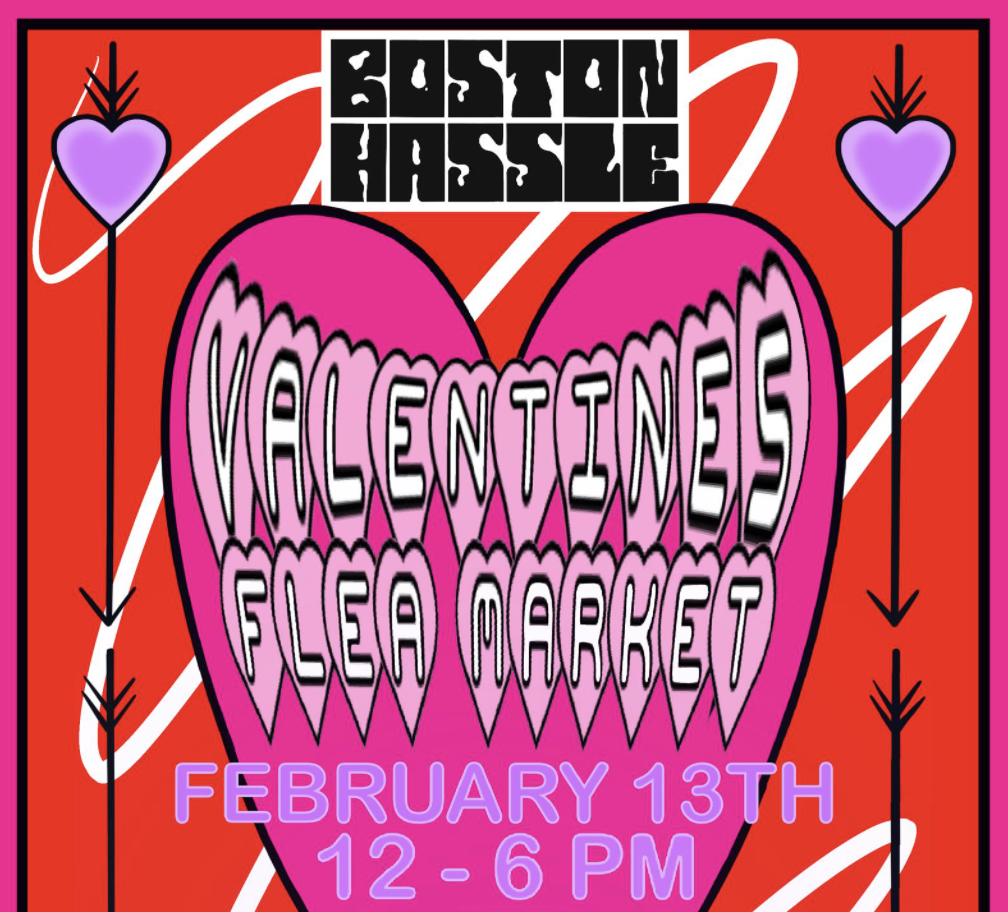 BOSTON
HASSLE
VALENTINES
FLEA MARKET
FEBRUARY 13TH
12 - 6 PM